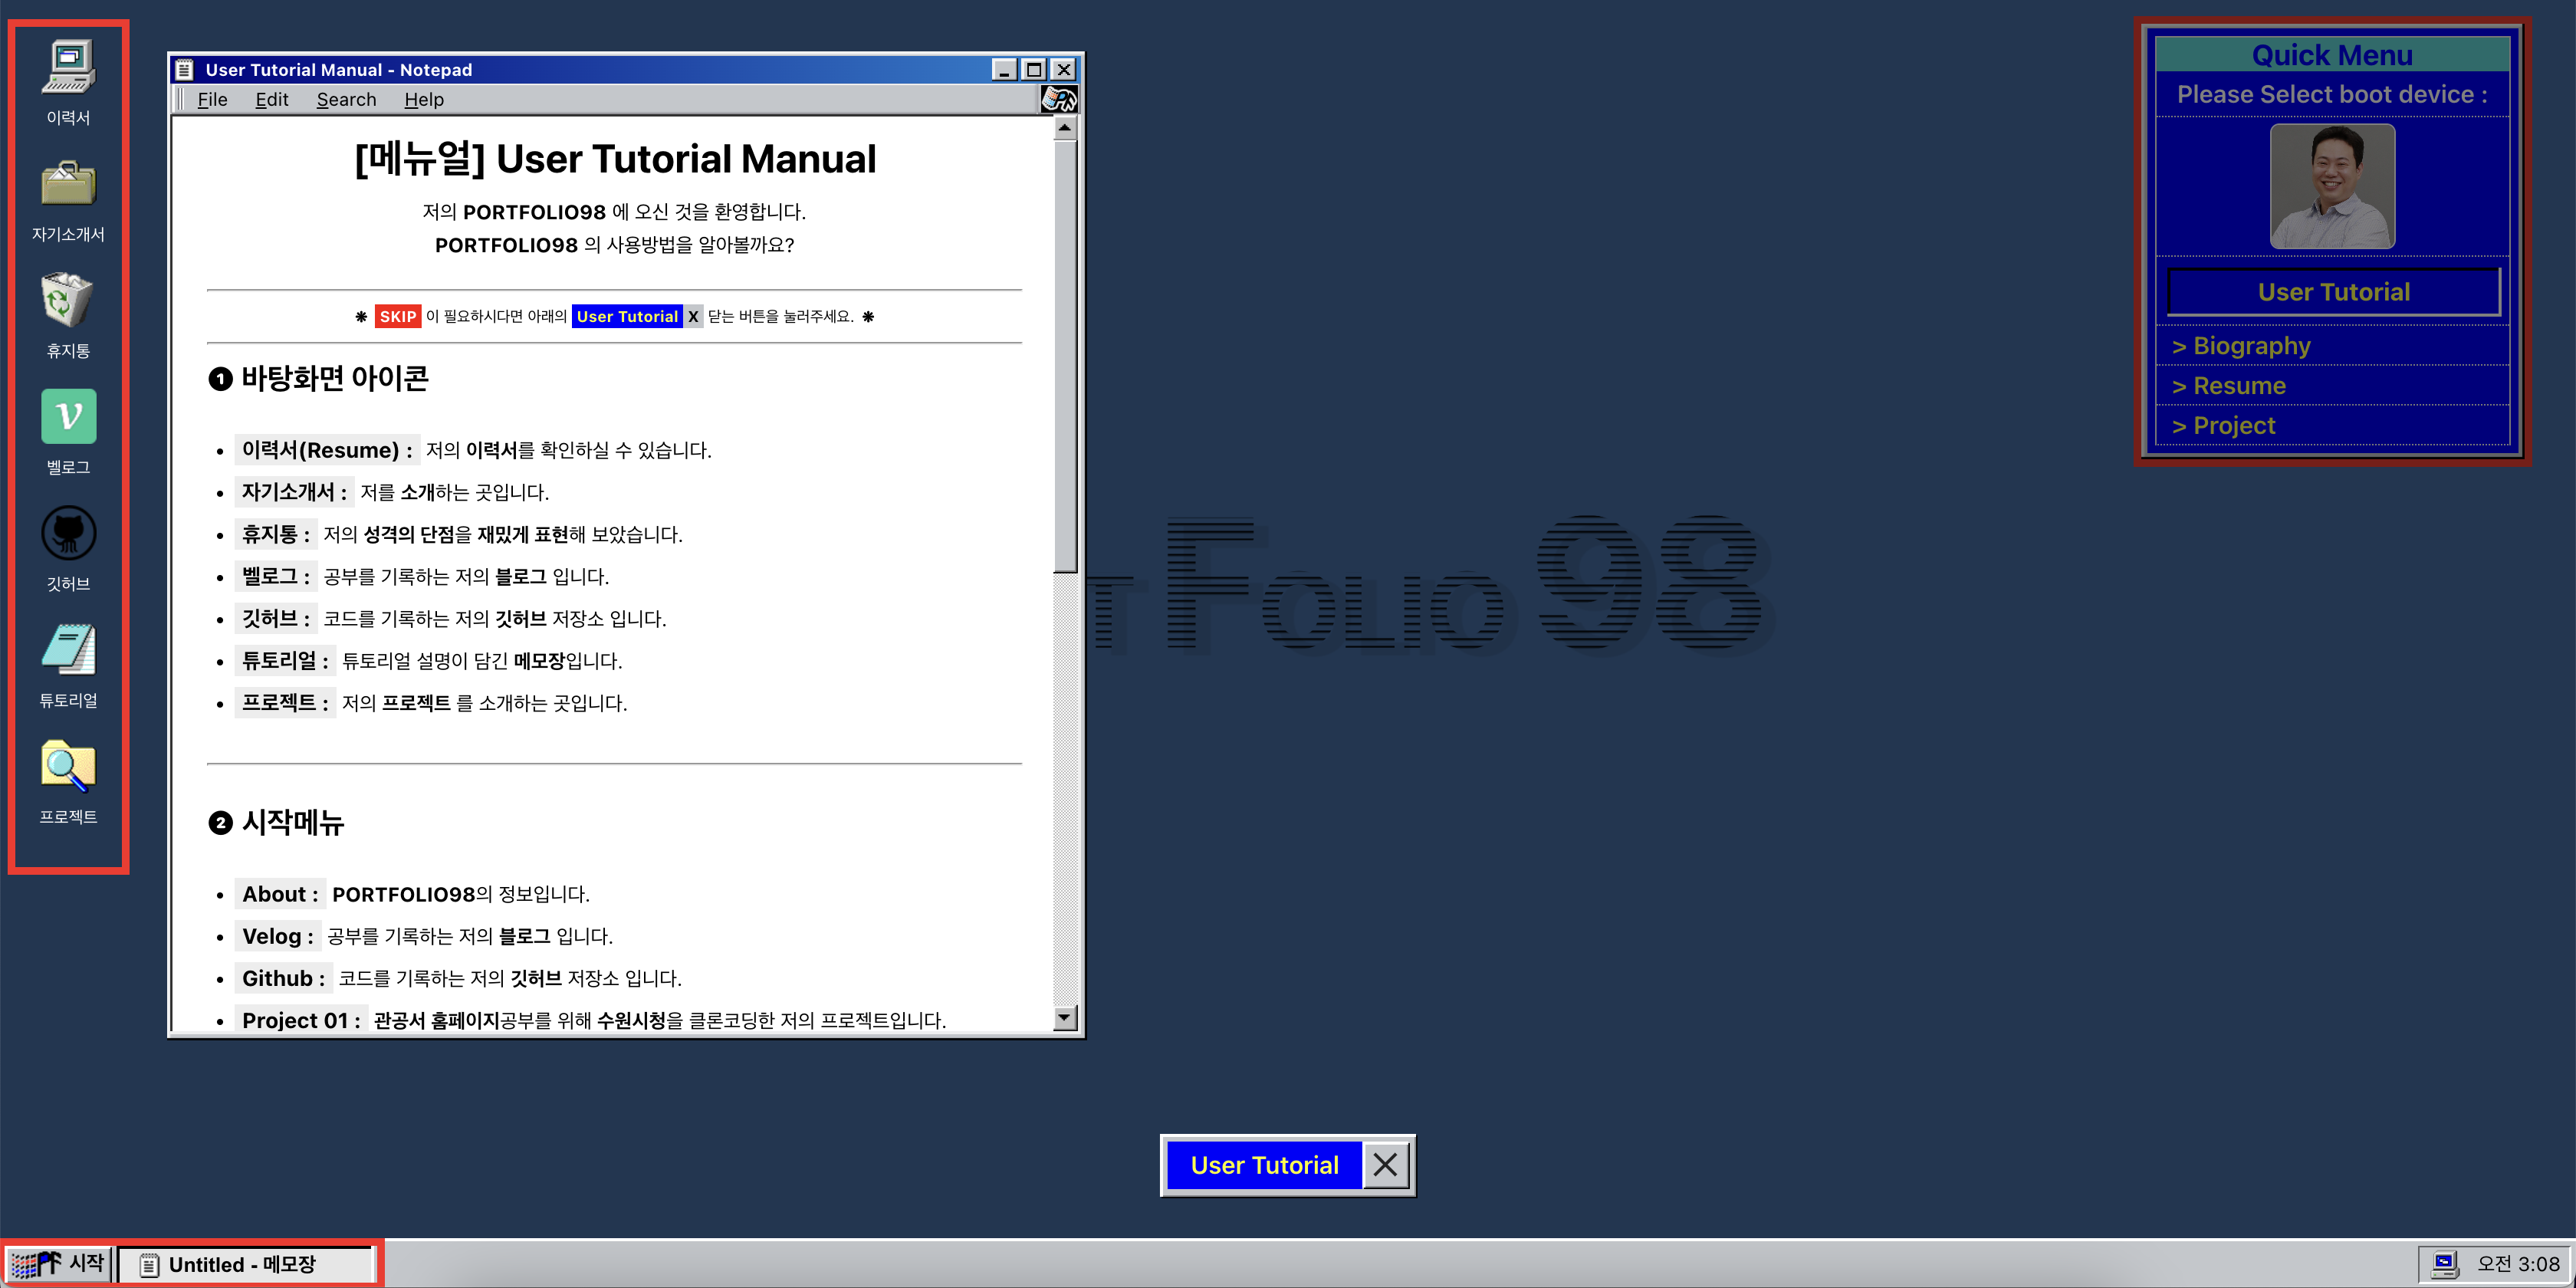 이력서
자기소개서
휴지통
벨로그
깃허브
튜토리얼
프로젝트
User Tutorial Manual - Notepad
File Edit Search Help
[메뉴얼] User Tutorial Manual
저의 PORTFOLIO98 에 오신 것을 환영합니다.
PORTFOLIO98 의 사용방법을 알아볼까요?
❋ SKIP 이 필요하시다면 아래의 User Tutorial X 닫는 버튼을 눌러주세요. ❋
❶ 바탕화면 아이콘
• 이력서(Resume) : 저의 이력서를 확인하실 수 있습니다.
• 자기소개서 : 저를 소개하는 곳입니다.
• 휴지통 : 저의 성격의 단점을 재밌게 표현해 보았습니다.
• 벨로그 : 공부를 기록하는 저의 블로그 입니다.
• 깃허브 : 코드를 기록하는 저의 깃허브 저장소 입니다.
• 튜토리얼 : 튜토리얼 설명이 담긴 메모장입니다.
• 프로젝트 : 저의 프로젝트 를 소개하는 곳입니다.
❷ 시작메뉴
• About : PORTFOLIO98의 정보입니다.
• Velog : 공부를 기록하는 저의 블로그 입니다.
• Github : 코드를 기록하는 저의 깃허브 저장소 입니다.
• Project 01 : 관공서 홈페이지공부를 위해 수원시청을 클론코딩한 저의 프로젝트입니다.
T FOLIO 98
Quick Menu
Please Select boot device :
User Tutorial
> Biography
> Resume
> Project
User Tutorial
시작
Untitled - 메모장
오전 3:08